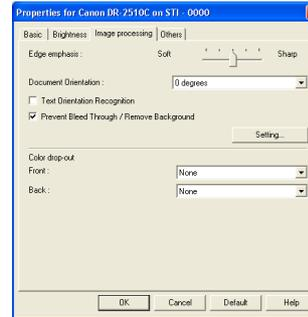 Properties for Canon DR-2510C on STI - 0000
Basic Brightness Image processing Others
Edge emphasis : Soft Sharp
Document Orientation : 0 degrees
Text Orientation Recognition
Prevent Bleed Through / Remove Background
Setting...
Color drop-out
Front : None
Back : None
OK Cancel Default Help